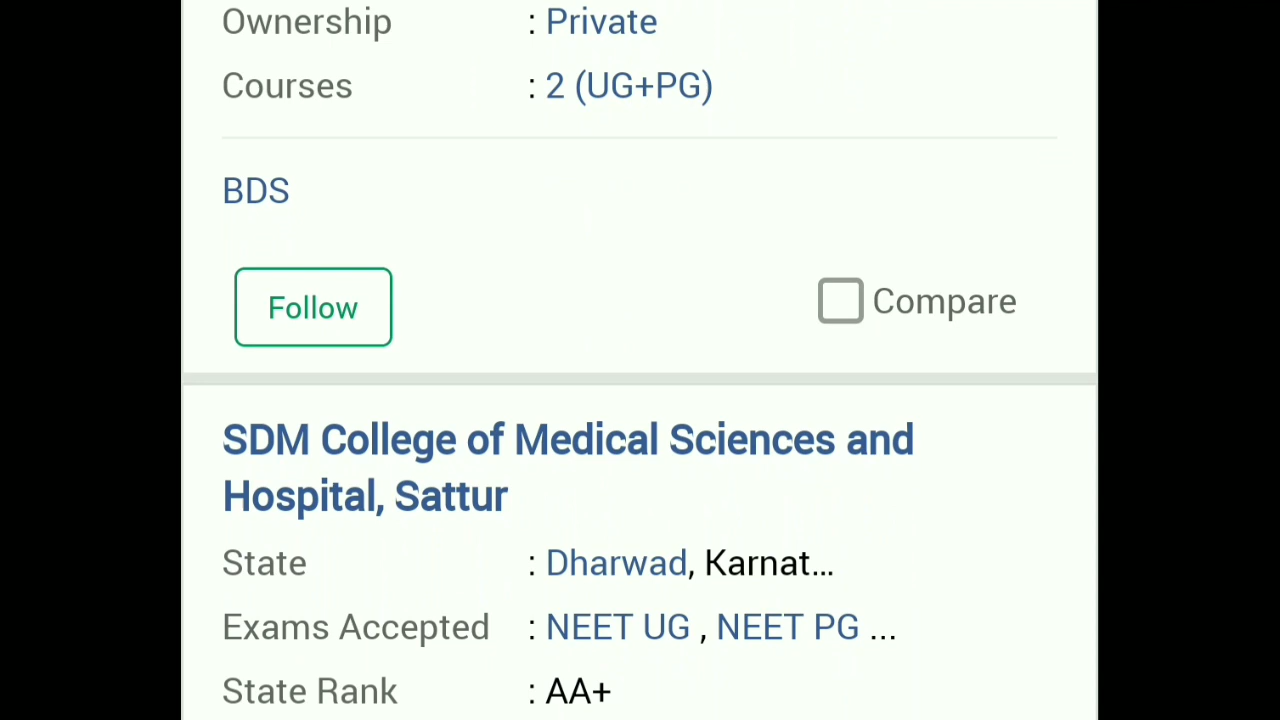 Ownership : Private
Courses : 2 (UG+PG)
BDS
Follow Compare
SDM College of Medical Sciences and
Hospital, Sattur
State : Dharwad, Karnat...
Exams Accepted : NEET UG , NEET PG ...
State Rank : AA+